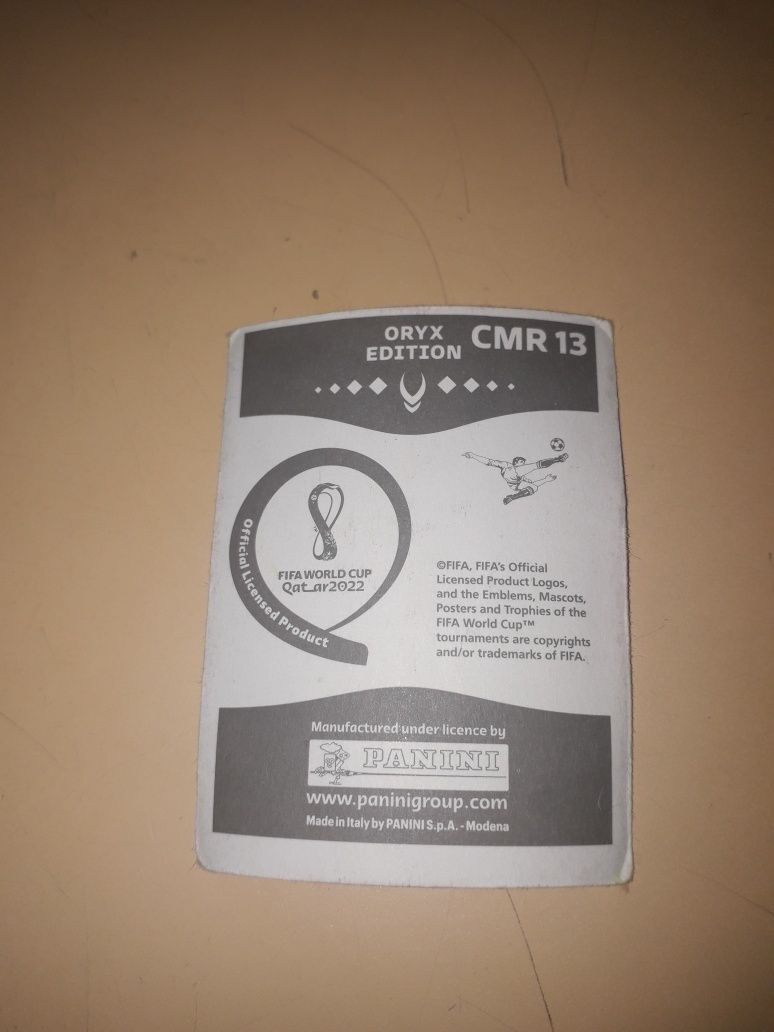 ORYX
EDITION
CMR 13
Official Licensed Product
FIFA WORLD CUP
Qatar2022
©FIFA, FIFA's Official
Licensed Product Logos,
and the Emblems, Mascots,
Posters and Trophies of the
FIFA World Cup™
tournaments are copyrights
and/or trademarks of FIFA.
Manufactured under licence by
PANINI
www.paninigroup.com
Made in Italy by PANINI S.p.A. - Modena